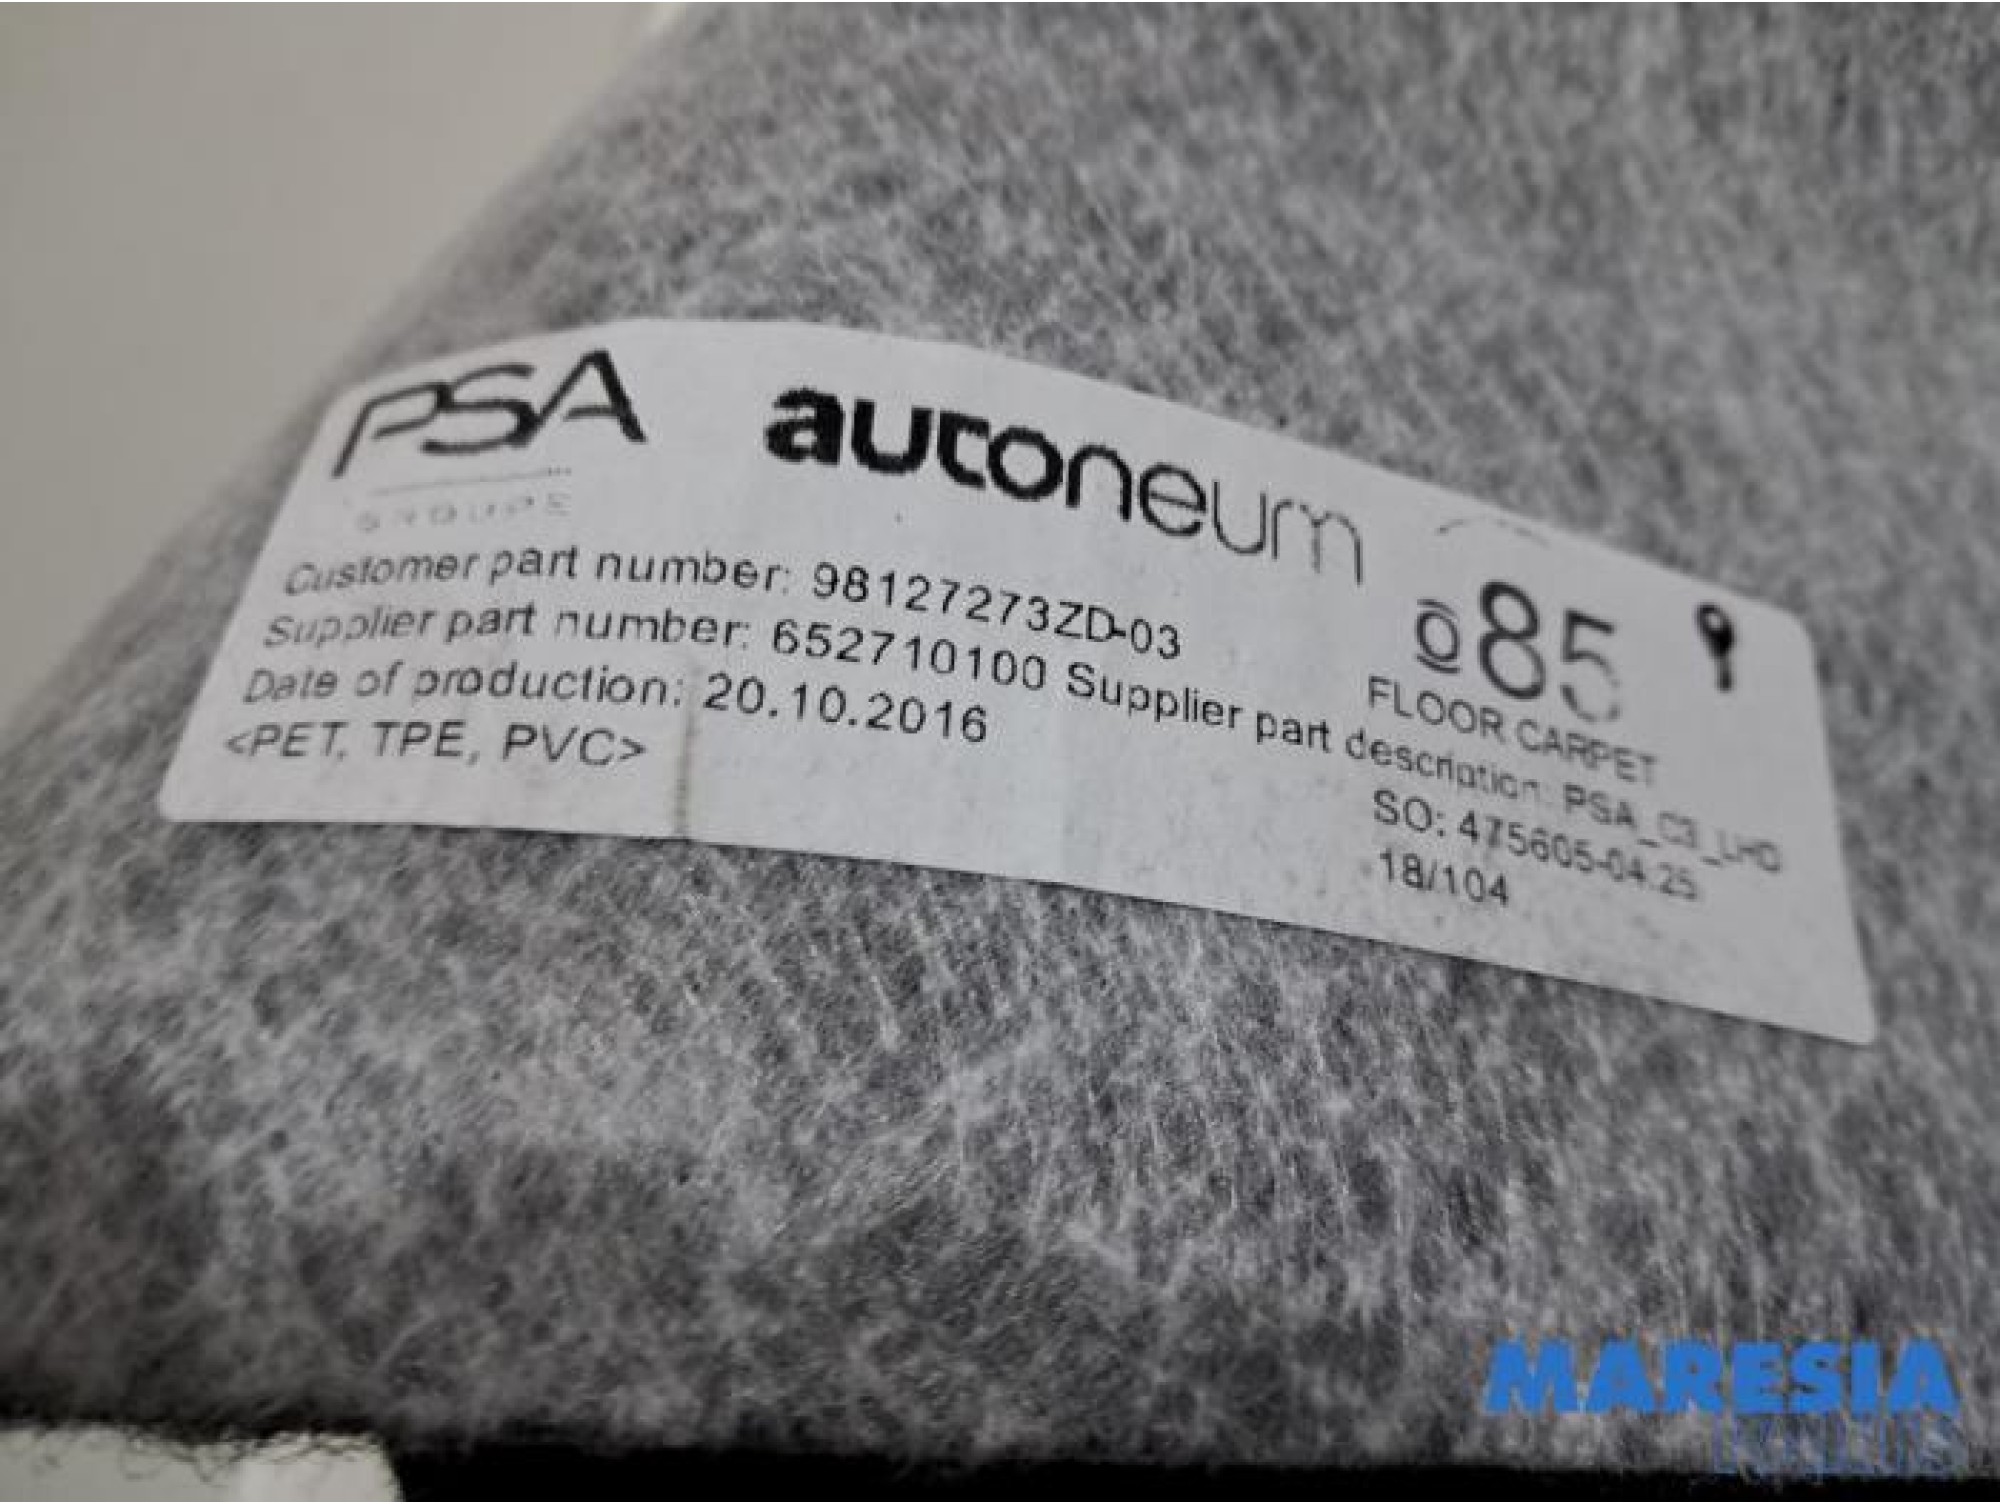 PSA
GROUPE
autoneum
Customer part number: 98127273ZD-03
Supplier part number: 652710100 Supplier part description: PSA_C3_LHD
Date of production: 20.10.2016
<PET, TPE, PVC>
085
FLOOR CARPET
SO: 475605-04.25
18/104
MARESIA